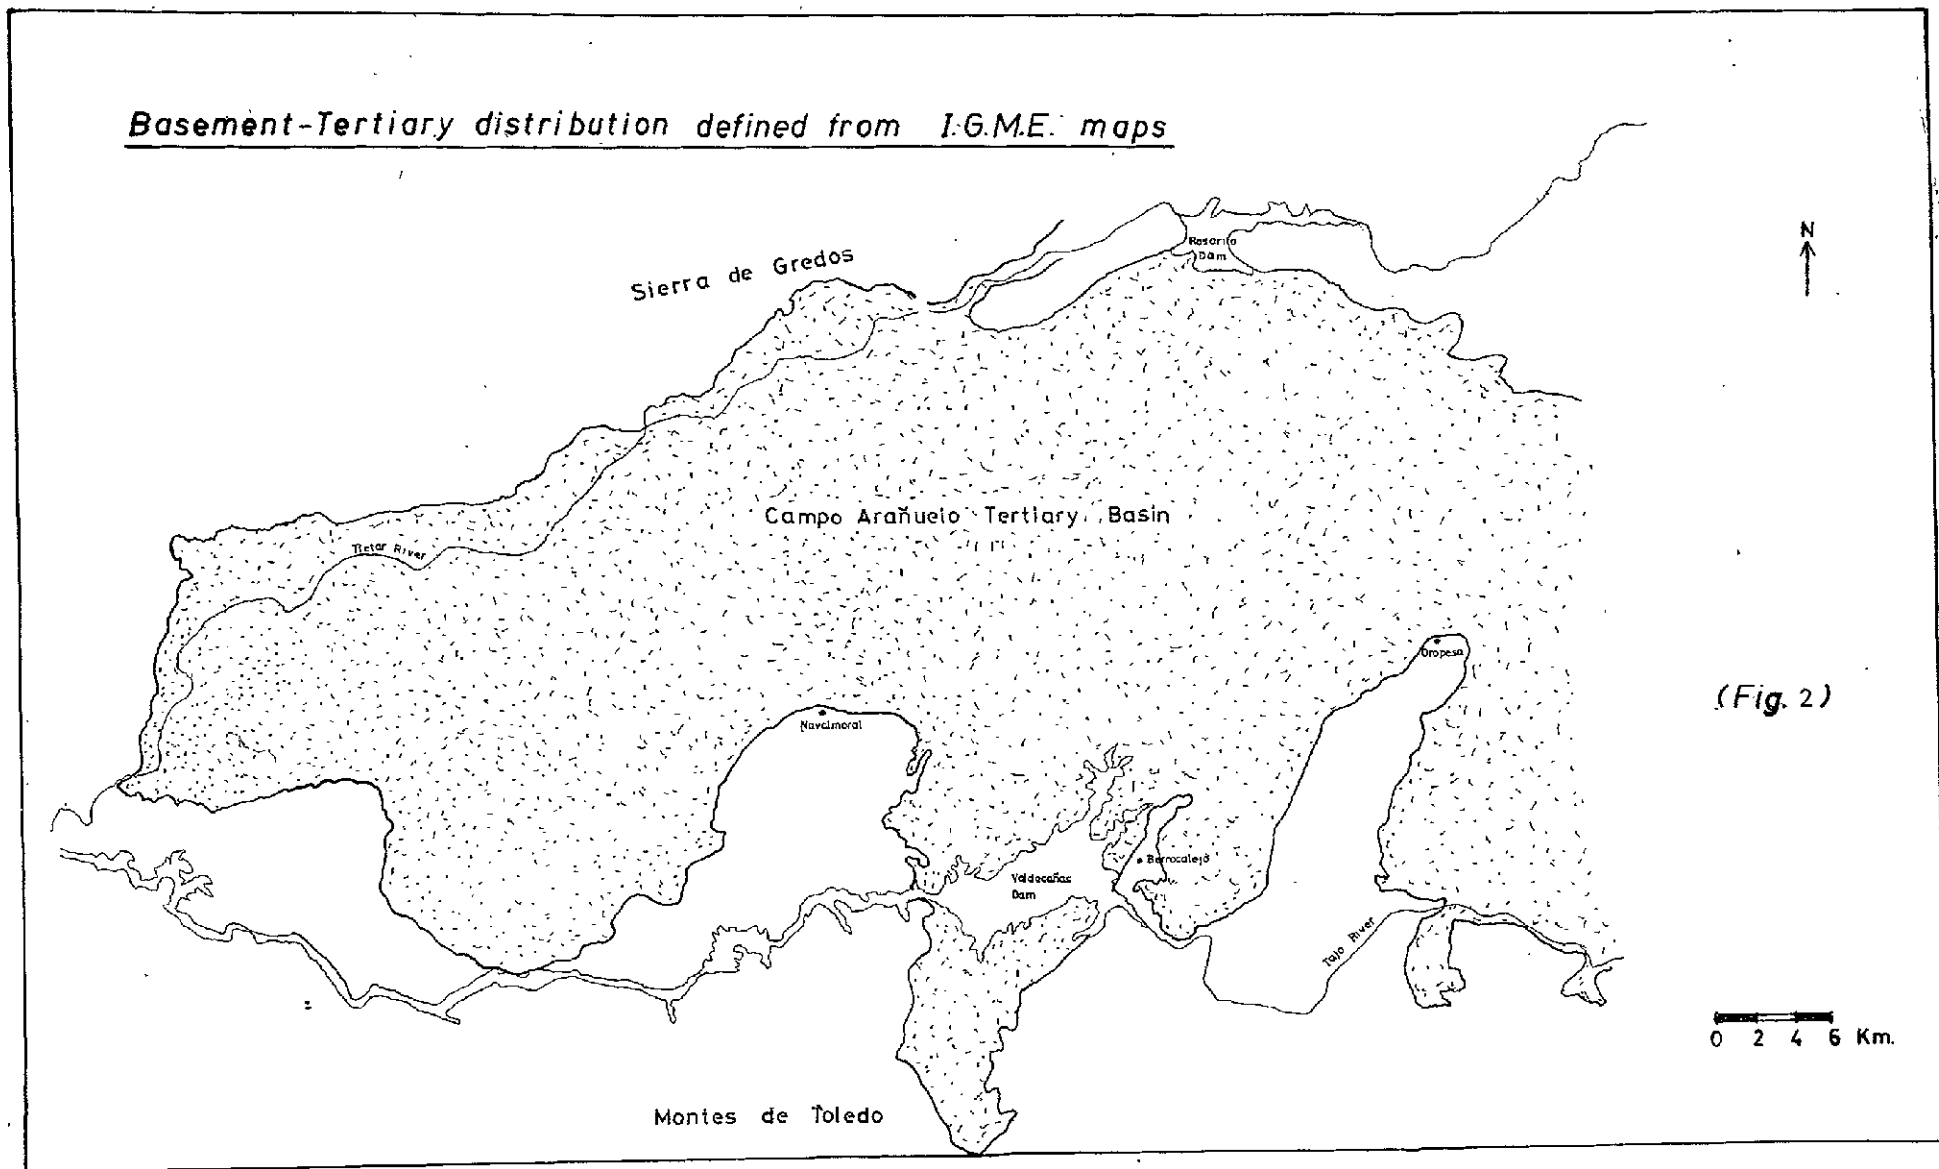 Basement-Tertiary distribution defined from I.G.M.E. maps
N
Rosarito
Dam
Sierra de Gredos
Campo Arañuelo Tertiary Basin
Tietar River
Oropesa
(Fig. 2)
Navalmoral
Berrocalejo
Valdecañas
Dam
Tajo River
0 2 4 6 Km.
Montes de Toledo